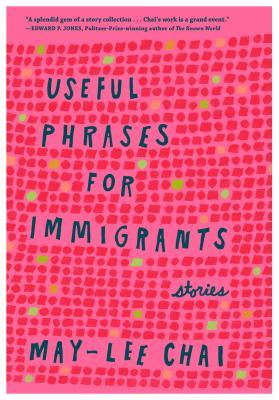 "A splendid gem of a story collection . . . Chai's work is a grand event."
—EDWARD P. JONES, Pulitzer-Prize-winning author of The Known World
USEFUL
PHRASES
FOR
IMMIGRANTS
stories
MAY-LEE CHAI